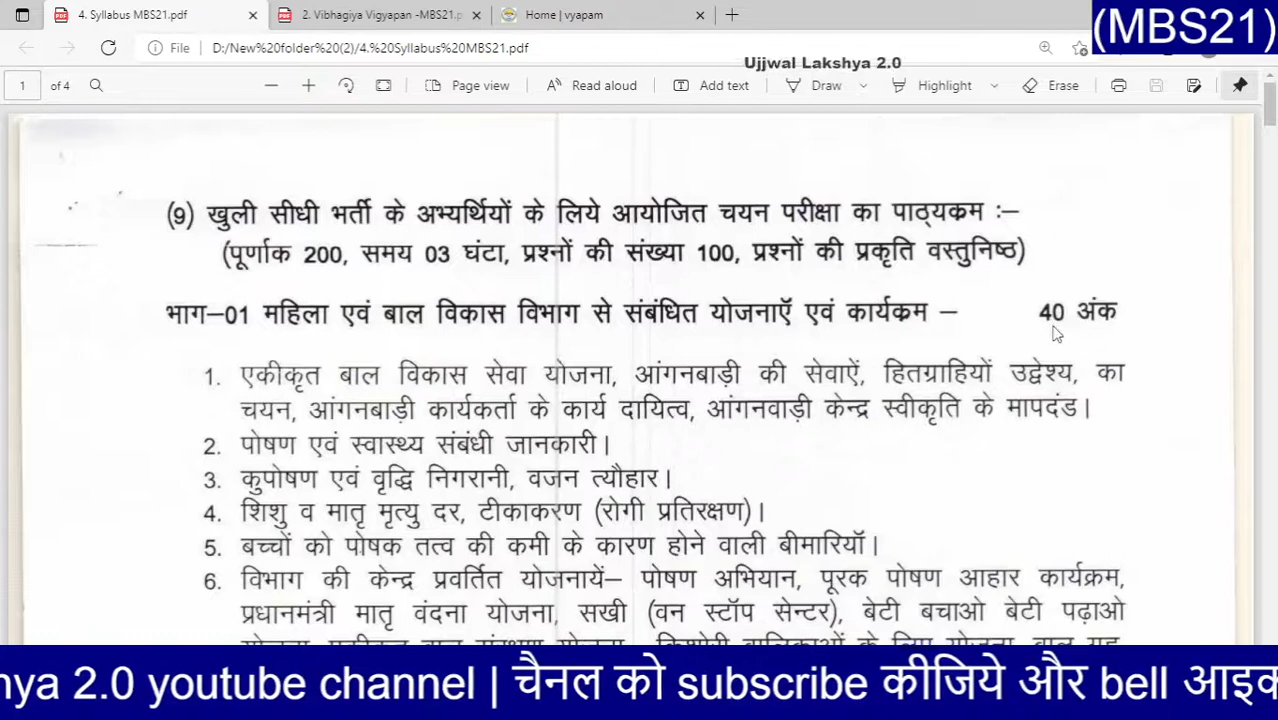 4. Syllabus MBS21.pdf
2. Vibhagiya Vigyapan -MBS21.p
Home | vyapam
(MBS21)
File
D:/New%20folder%20(2)/4.%20Syllabus%20MBS21.pdf
Ujjwal Lakshya 2.0
1 of 4
Page view
Read aloud
Add text
Draw
Highlight
Erase
(9) खुली सीधी भर्ती के अभ्यर्थियों के लिये आयोजित चयन परीक्षा का पाठ्यकम :–
(पूर्णाक 200, समय 03 घंटा, प्रश्नों की संख्या 100, प्रश्नों की प्रकृति वस्तुनिष्ठ)
भाग–01 महिला एवं बाल विकास विभाग से संबंधित योजनाऍ एवं कार्यकम – 40 अंक
1. एकीकृत बाल विकास सेवा योजना, आंगनबाड़ी की सेवाऐं, हितग्राहियों उद्वेश्य, का
चयन, आंगनबाड़ी कार्यकर्ता के कार्य दायित्व, आंगनवाड़ी केन्द्र स्वीकृति के मापदंड।
2. पोषण एवं स्वास्थ्य संबंधी जानकारी।
3. कुपोषण एवं वृद्धि निगरानी, वजन त्यौहार।
4. शिशु व मातृ मृत्यु दर, टीकाकरण (रोगी प्रतिरक्षण)।
5. बच्चों को पोषक तत्व की कमी के कारण होने वाली बीमारियॉ।
6. विभाग की केन्द्र प्रवर्तित योजनायें– पोषण अभियान, पूरक पोषण आहार कार्यकम,
प्रधानमंत्री मातृ वंदना योजना, सखी (वन स्टॉप सेन्टर), बेटी बचाओ बेटी पढ़ाओ
hya 2.0 youtube channel | चैनल को subscribe कीजिये और bell आइक